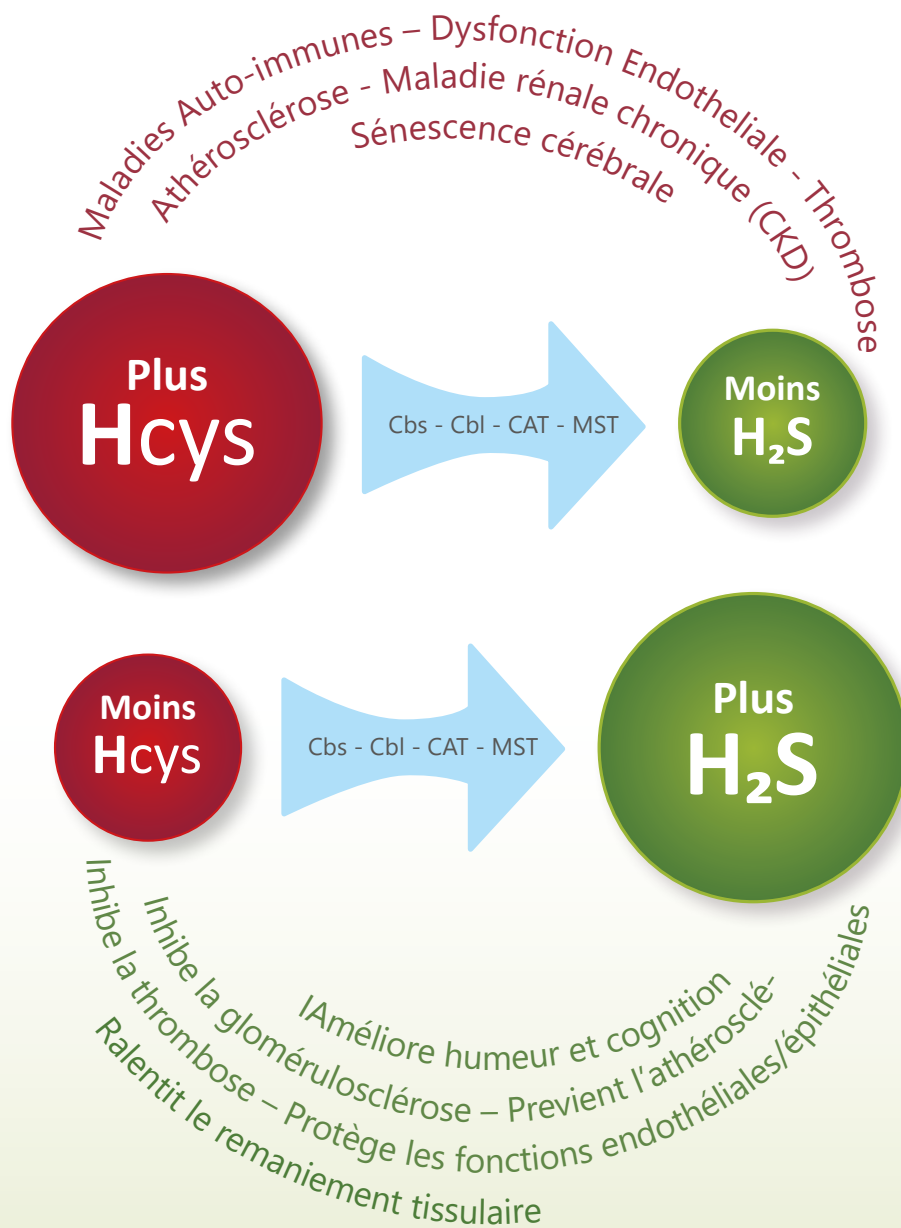 Maladies Auto-immunes – Dysfonction Endotheliale - Thrombose
Athérosclérose - Maladie rénale chronique (CKD)
Sénescence cérébrale
Plus
Hcys
Cbs - Cbl - CAT - MST
Moins
H₂S
Moins
Hcys
Cbs - Cbl - CAT - MST
Plus
H₂S
IAméliore humeur et cognition
Inhibe la glomérulosclérose – Previent l’athérosclé-
Inhibe la thrombose – Protège les fonctions endothéliales/épithéliales
Ralentit le remaniement tissulaire